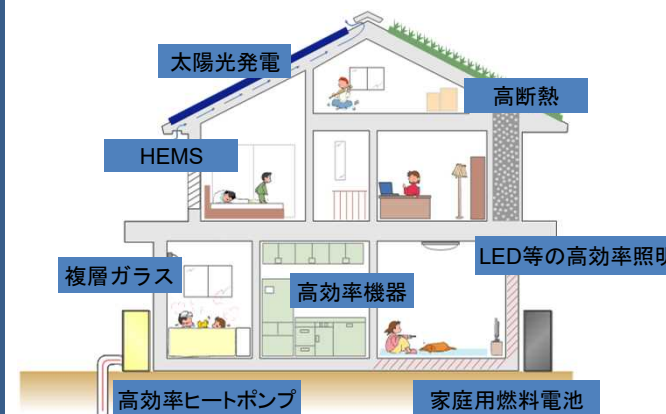 太陽光発電
高断熱
HEMS
LED等の高効率照明
複層ガラス
高効率機器
高効率ヒートポンプ
家庭用燃料電池